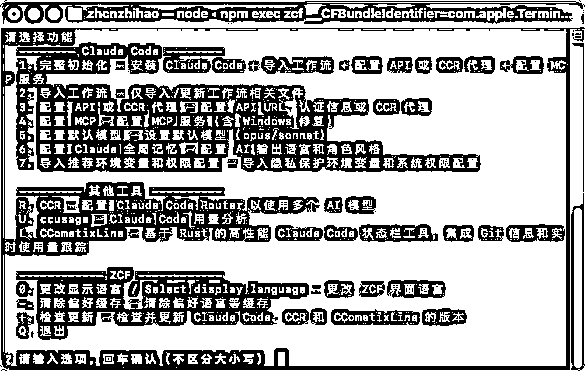 zhenzhihao — node ‹ npm exec zcf __CFBundleIdentifier=com.apple.Termin...
请选择功能
------------ Claude Code ------------
1. 完整初始化 - 安装 Claude Code + 导入工作流 + 配置 API 或 CCR 代理 + 配置 MC
P 服务
2. 导入工作流 - 仅导入/更新工作流相关文件
3. 配置 API 或 CCR 代理 - 配置 API URL、认证信息或 CCR 代理
4. 配置 MCP - 配置 MCP 服务 (含 Windows 修复)
5. 配置默认模型 - 设置默认模型 (opus/sonnet)
6. 配置 Claude 全局记忆 - 配置 AI 输出语言和角色风格
7. 导入推荐环境变量和权限配置 - 导入隐私保护环境变量和系统权限配置
------------ 其他工具 ------------
R. CCR - 配置 Claude Code Router 以使用多个 AI 模型
U. ccusage - Claude Code 用量分析
L. CCometixLine - 基于 Rust 的高性能 Claude Code 状态栏工具，集成 Git 信息和实
时使用量跟踪
------------ ZCF ------------
0. 更改显示语言 / Select display language - 更改 ZCF 界面语言
-. 清除偏好缓存 - 清除偏好语言等缓存
+. 检查更新 - 检查并更新 Claude Code、CCR 和 CCometixLine 的版本
Q. 退出
? 请输入选项，回车确认（不区分大小写）